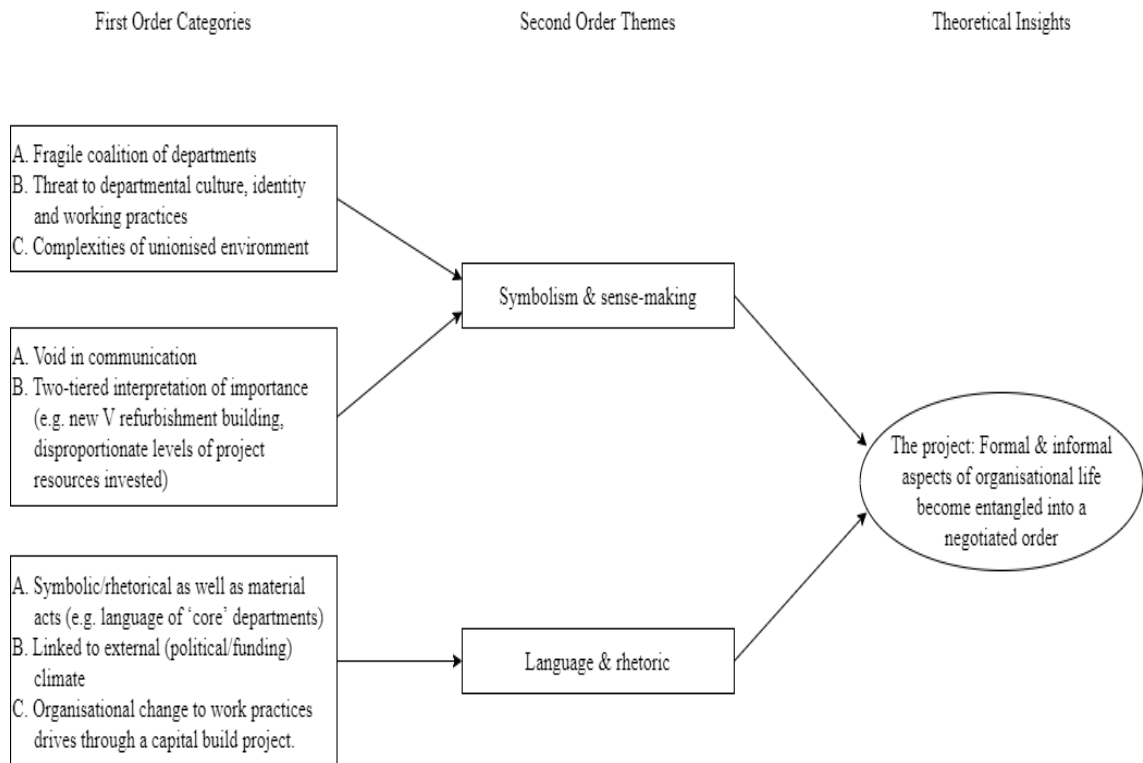 First Order Categories
Second Order Themes
Theoretical Insights
A. Fragile coalition of departments
B. Threat to departmental culture, identity
and working practices
C. Complexities of unionised environment
A. Void in communication
B. Two-tiered interpretation of importance
(e.g. new V refurbishment building,
disproportionate levels of project
resources invested)
A. Symbolic/rhetorical as well as material
acts (e.g. language of ‘core’ departments)
B. Linked to external (political/funding)
climate
C. Organisational change to work practices
drives through a capital build project.
Symbolism & sense-making
Language & rhetoric
The project: Formal & informal
aspects of organisational life
become entangled into a
negotiated order